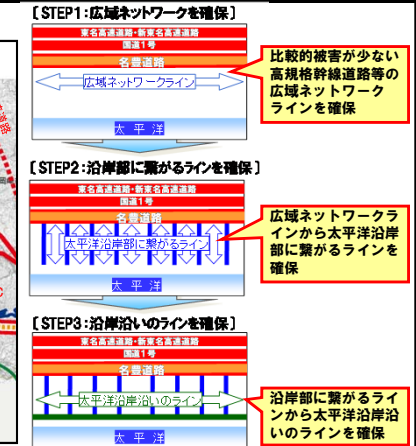 [STEP1:広域ネットワークを確保]
東名高速道路・新東名高速道路
国道1号
名豊道路
広域ネットワークライン
太平洋
比較的被害が少ない
高規格幹線道路等の
広域ネットワーク
ラインを確保
[STEP2:沿岸部に繋がるラインを確保]
東名高速道路・新東名高速道路
国道1号
名豊道路
太平洋沿岸部に繋がるライン
太平洋
広域ネットワークラ
インから太平洋沿岸
部に繋がるラインを
確保
[STEP3:沿岸沿いのラインを確保]
東名高速道路・新東名高速道路
国道1号
名豊道路
太平洋沿岸沿いのライン
太平洋
沿岸部に繋がるライ
ンから太平洋沿岸沿
いのラインを確保